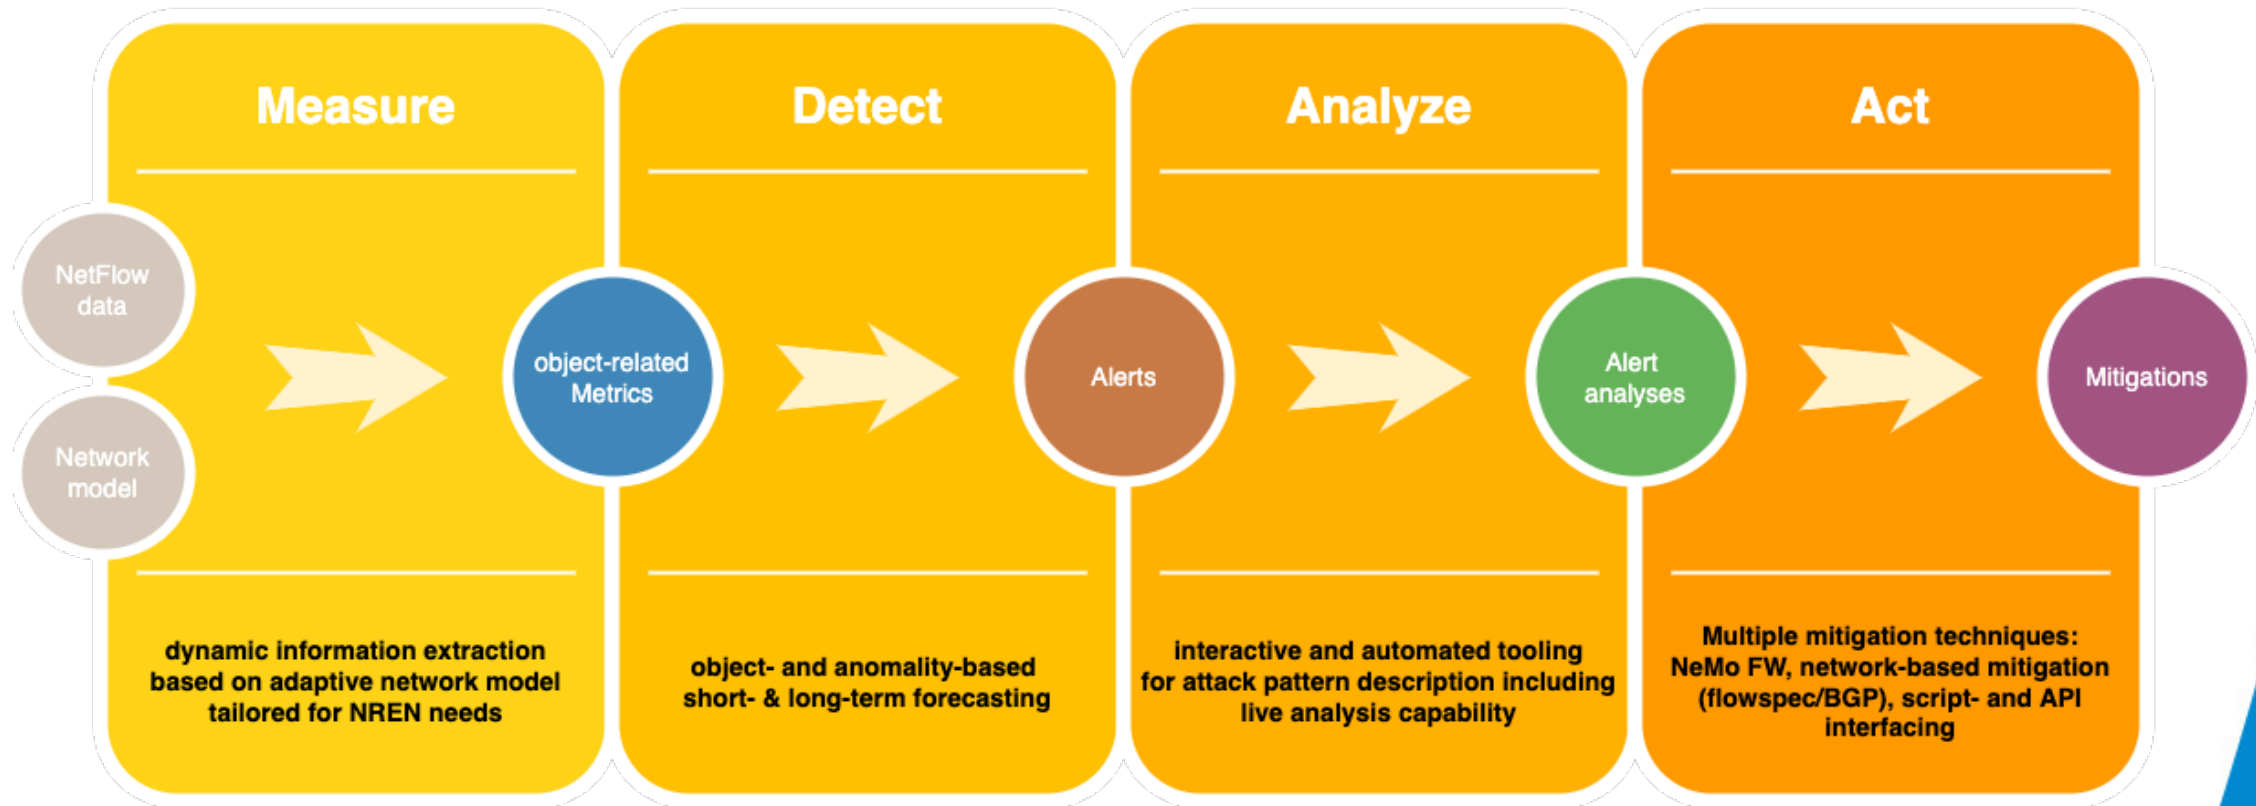 Measure
Detect
Analyze
Act
NetFlow
data
Network
model
object-related
Metrics
Alerts
Alert
analyses
Mitigations
dynamic information extraction
based on adaptive network model
tailored for NREN needs
object- and anomality-based
short- & long-term forecasting
interactive and automated tooling
for attack pattern description including
live analysis capability
Multiple mitigation techniques:
NeMo FW, network-based mitigation
(flowspec/BGP), script- and API
interfacing